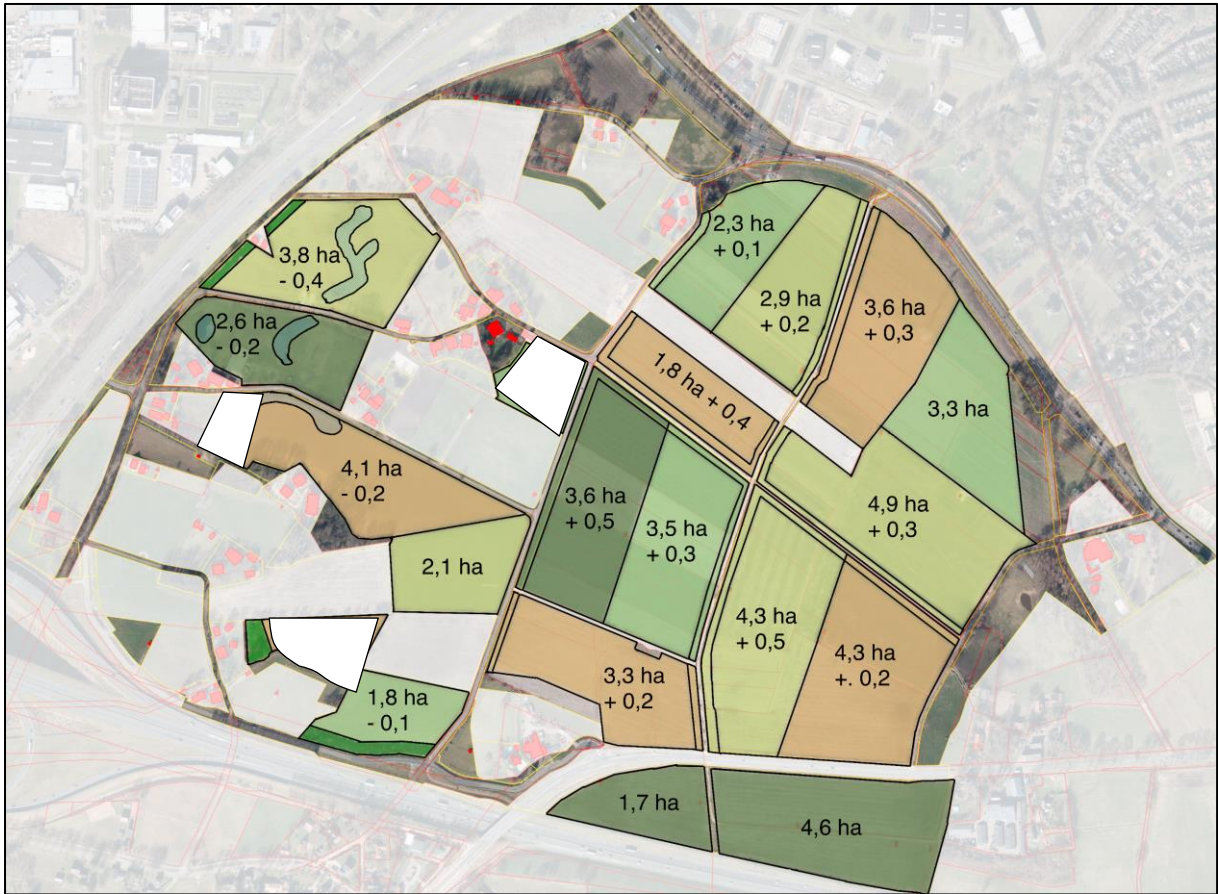 2,3 ha
+ 0,1
3,8 ha
- 0,4
2,9 ha
+ 0,2
3,6 ha
+ 0,3
2,6 ha
- 0,2
1,8 ha + 0,4
3,3 ha
4,1 ha
- 0,2
3,6 ha
+ 0,5
3,5 ha
+ 0,3
4,9 ha
+ 0,3
2,1 ha
4,3 ha
+ 0,5
4,3 ha
+. 0,2
3,3 ha
+ 0,2
1,8 ha
- 0,1
1,7 ha
4,6 ha